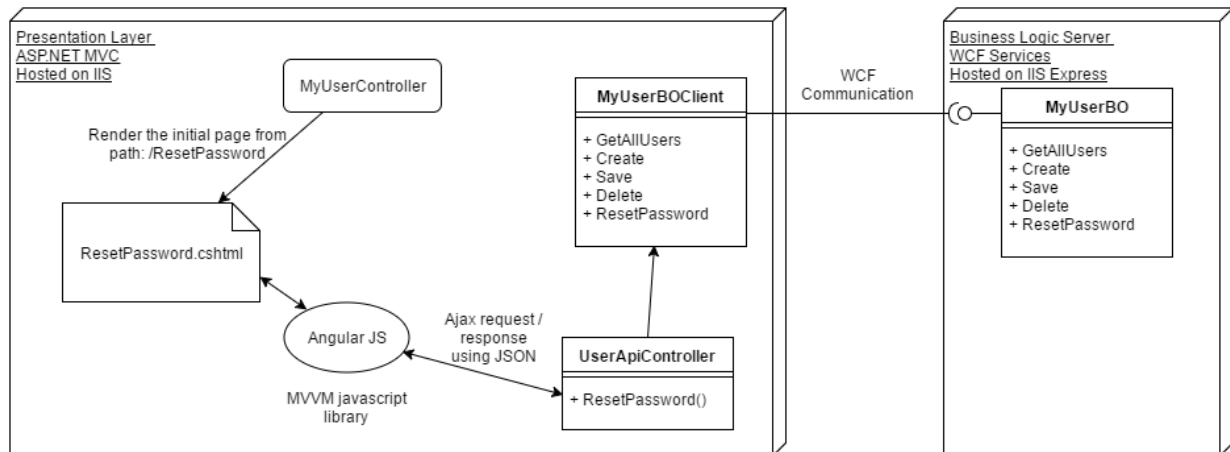 Presentation Layer
ASP.NET MVC
Hosted on IIS
MyUserController
Render the initial page from
path: /ResetPassword
ResetPassword.cshtml
Angular JS
MVVM javascript
library
Ajax request /
response
using JSON
MyUserBOClient
+ GetAllUsers
+ Create
+ Save
+ Delete
+ ResetPassword
UserApiController
+ ResetPassword()
WCF
Communication
Business Logic Server
WCF Services
Hosted on IIS Express
MyUserBO
+ GetAllUsers
+ Create
+ Save
+ Delete
+ ResetPassword